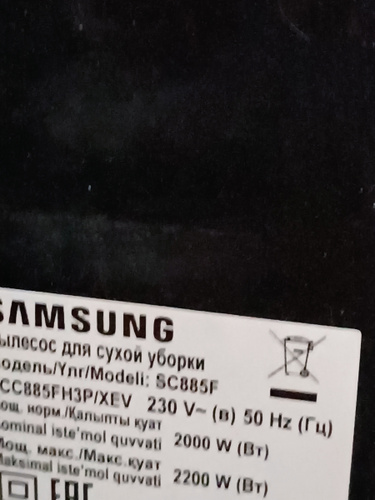 SAMSUNG
ылесос для сухой уборки
одель/Үлгі/Modeli: SC885F
CC885FH3P/XEV 230 V~ (в) 50 Hz (Гц)
ощ. норм./Қалыпты қуат
ominal iste'mol quvvati 2000 W (Вт)
Мощ. макс./Макс.қуат
Maksimal iste'mol quvvati 2200 W (Вт)
EAC